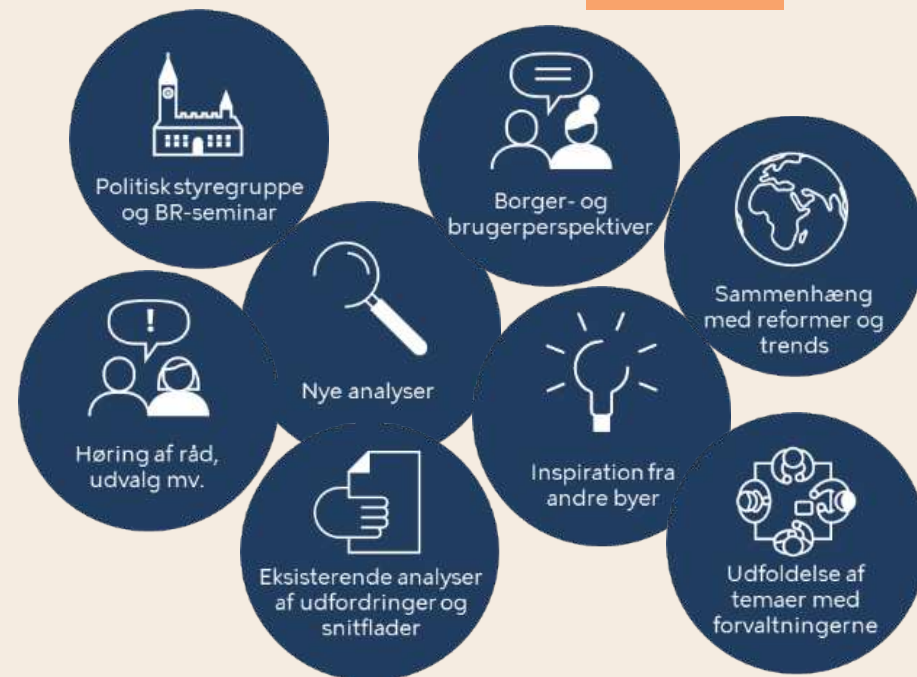 Politisk styregruppe
og BR-seminar
Borger- og
brugerperspektiver
Sammenhæng
med reformer og
trends
Nye analyser
!
Høring af råd,
udvalg mv.
Inspiration fra
andre byer
Eksisterende analyser
af udfordringer og
snitflader
Udfoldelse af
temaer med
forvaltningerne